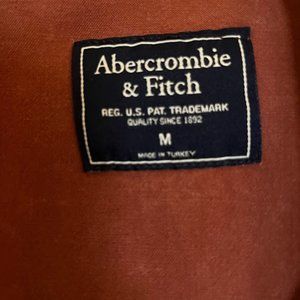 Abercrombie
& Fitch
REG. U.S. PAT. TRADEMARK
QUALITY SINCE 1892
M
MADE IN TURKEY